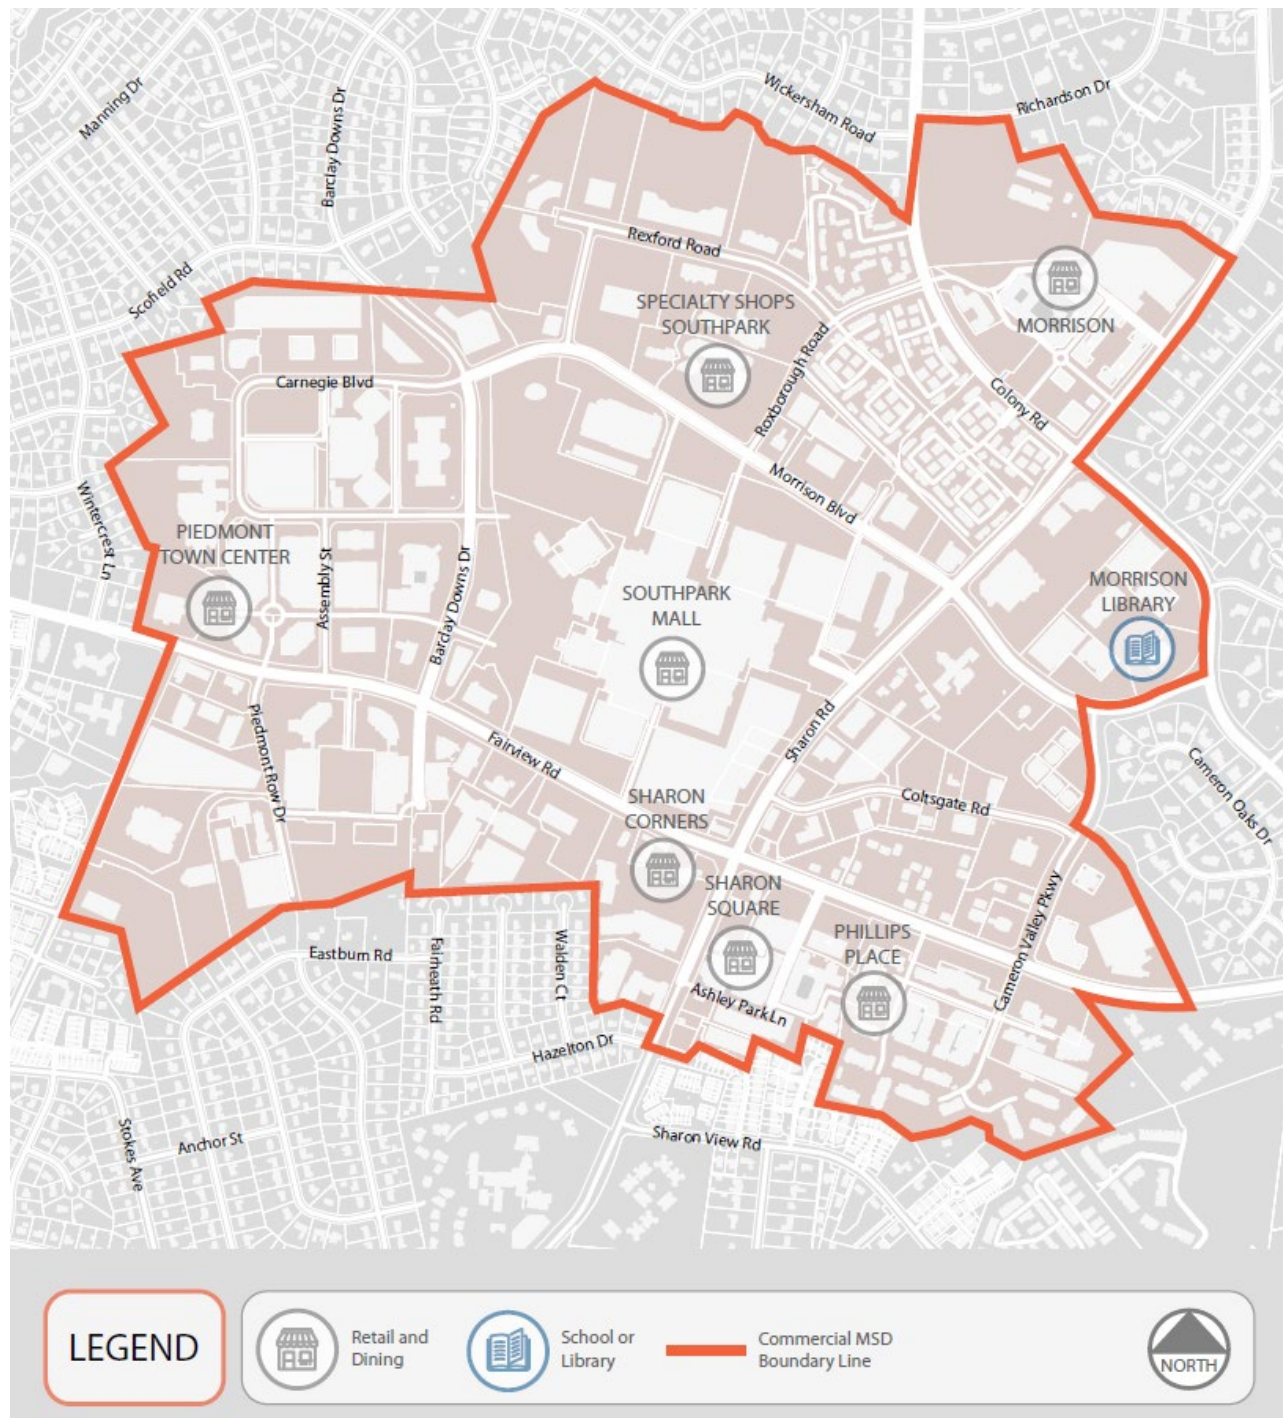 Manning Dr
Barclay Downs Dr
Wickersham Road
Richardson Dr
Scofield Rd
Rexford Road
SPECIALTY SHOPS
SOUTHPARK
MORRISON
Roxborough Road
Carnegie Blvd
Colony Rd
Morrison Blvd
Wintercrest Ln
PIEDMONT
TOWN CENTER
Assembly St
Barclay Downs Dr
SOUTHPARK
MALL
MORRISON
LIBRARY
Piedmont Row Dr
Fairview Rd
Sharon Rd
Coltsgate Rd
Cameron Oaks Dr
SHARON
CORNERS
SHARON
SQUARE
PHILLIPS
PLACE
Cameron Valley Pkwy
Eastburn Rd
Fairheath Rd
Walden Ct
Ashley Park Ln
Hazelton Dr
Sharon View Rd
Stokes Ave
Anchor St
LEGEND
Retail and
Dining
School or
Library
Commercial MSD
Boundary Line
NORTH